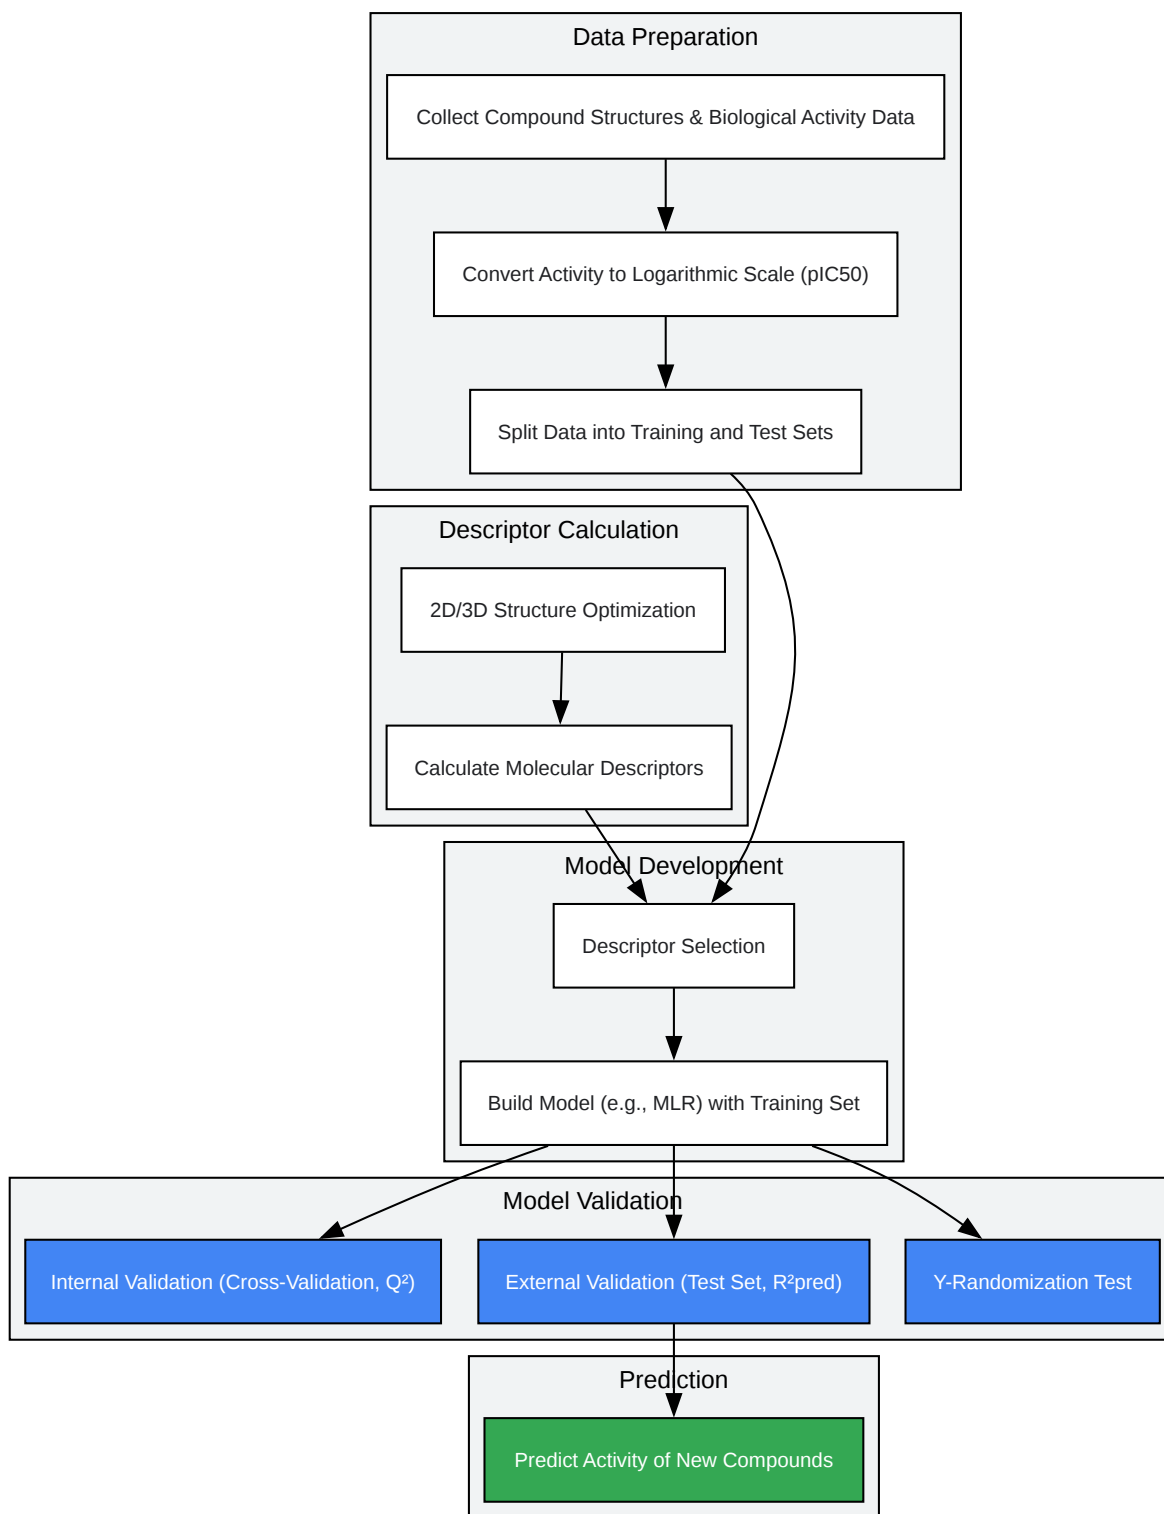 Data Preparation
Collect Compound Structures & Biological Activity Data
Convert Activity to Logarithmic Scale (pIC50)
Split Data into Training and Test Sets
Descriptor Calculation
2D/3D Structure Optimization
Calculate Molecular Descriptors
Model Development
Descriptor Selection
Build Model (e.g., MLR) with Training Set
Model Validation
Internal Validation (Cross-Validation, Q²)
External Validation (Test Set, R²pred)
Y-Randomization Test
Prediction
Predict Activity of New Compounds